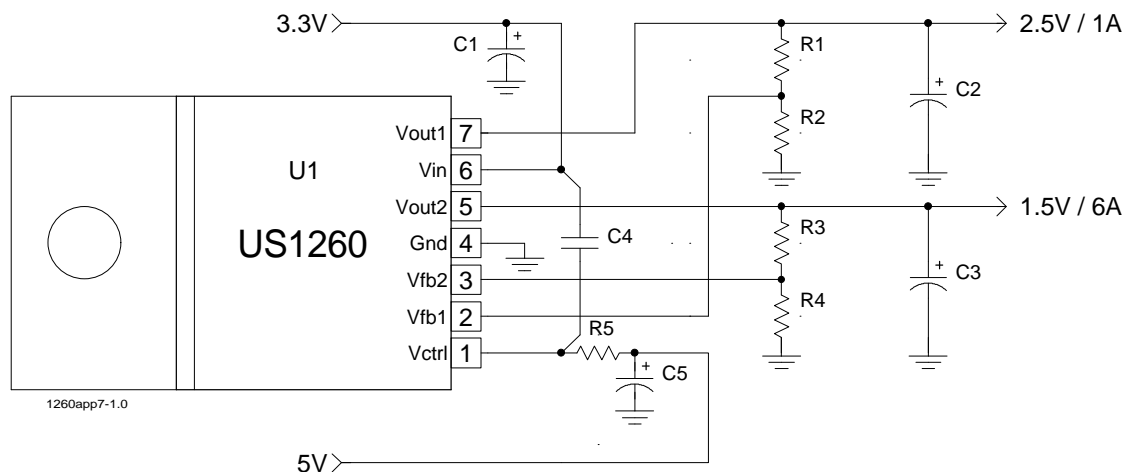 3.3V
C1
+
R1
2.5V / 1A
C2
+
R2
Vout1 7
Vin 6
Vout2 5
Gnd 4
Vfb2 3
Vfb1 2
Vctrl 1
U1
US1260
C4
R3
1.5V / 6A
C3
+
R4
R5
+
C5
1260app7-1.0
5V